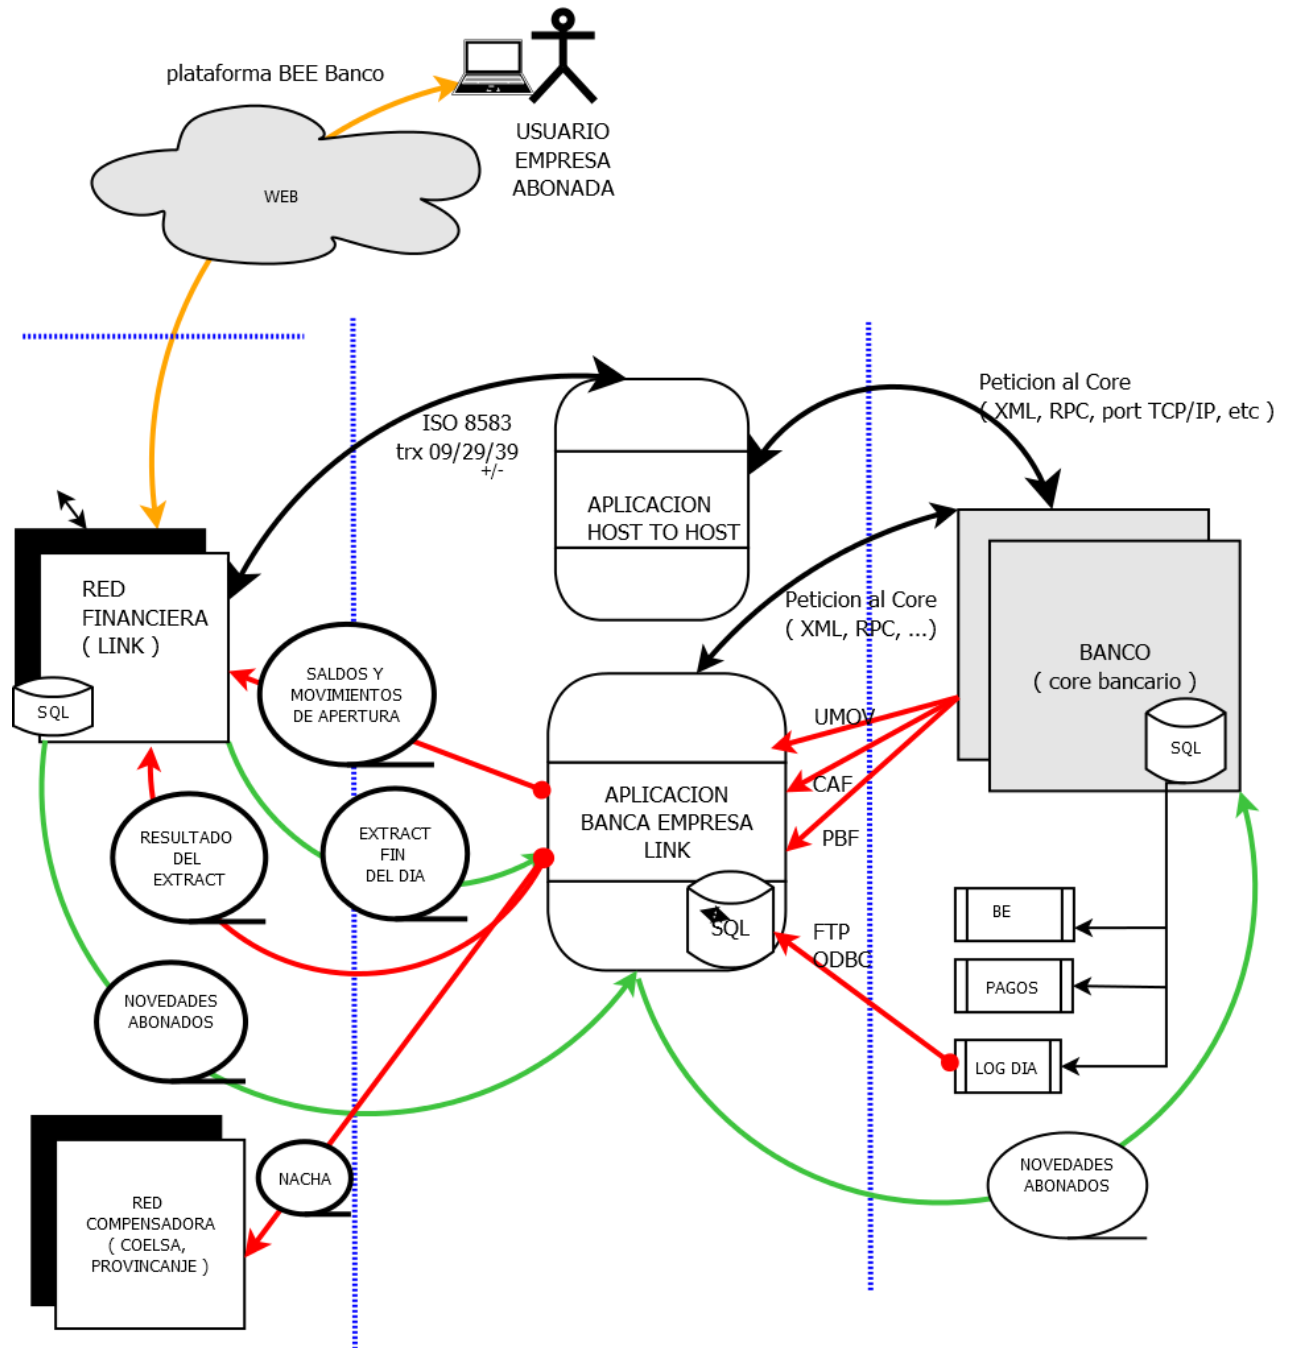 plataforma BEE Banco
USUARIO
EMPRESA
ABONADA
WEB
Peticion al Core
( XML, RPC, port TCP/IP, etc )
ISO 8583
trx 09/29/39
+/-
APLICACION
HOST TO HOST
RED
FINANCIERA
( LINK )
SQL
Peticion al Core
( XML, RPC, ...)
BANCO
( core bancario )
SQL
SALDOS Y
MOVIMIENTOS
DE APERTURA
UMOV
CAF
PBF
APLICACION
BANCA EMPRESA
LINK
SQL
RESULTADO
DEL
EXTRACT
EXTRACT
FIN
DEL DIA
FTP
ODBC
BE
PAGOS
LOG DIA
NOVEDADES
ABONADOS
NACHA
RED
COMPENSADORA
( COELSA,
PROVINCANJE )
NOVEDADES
ABONADOS